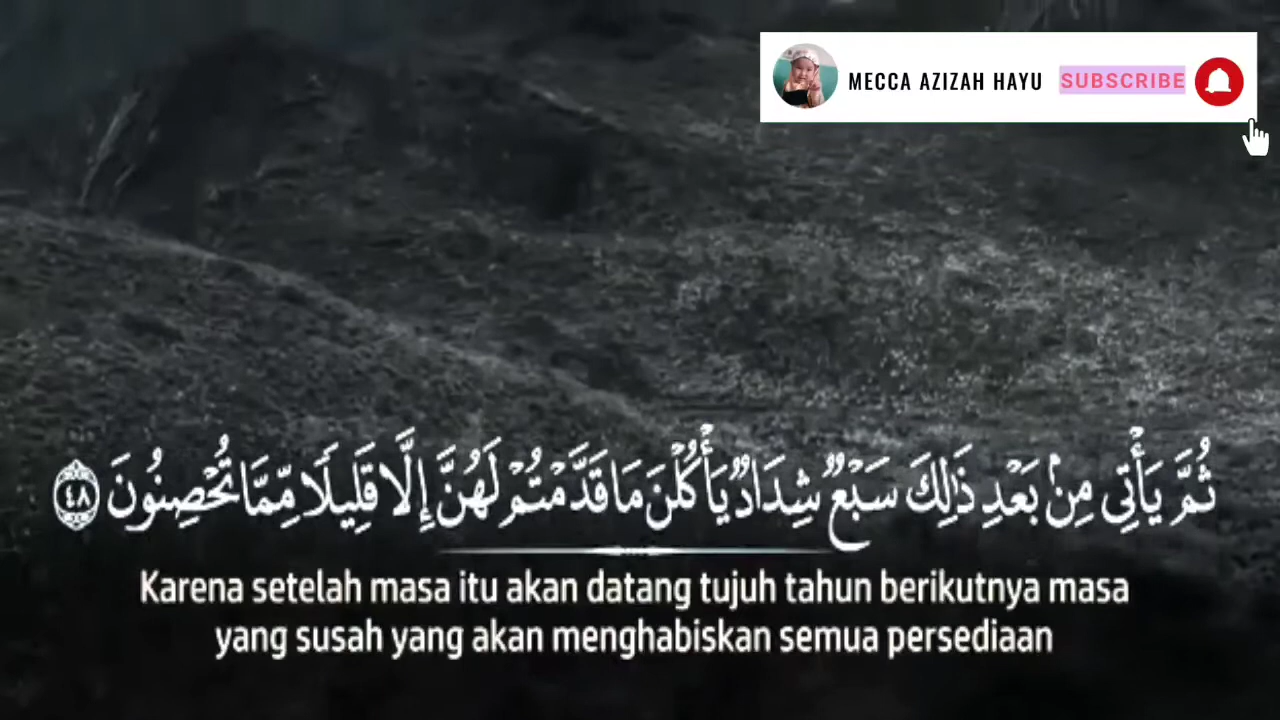 MECCA AZIZAH HAYU SUBSCRIBE
ثُمَّ يَأْتِي مِنْ بَعْدِ ذَٰلِكَ سَبْعٌ شِدَادٌ يَأْكُلْنَ مَا قَدَّمْتُمْ لَهُنَّ إِلَّا قَلِيلًا مِّمَّا تُحْصِنُونَ ٤٨
Karena setelah masa itu akan datang tujuh tahun berikutnya masa
yang susah yang akan menghabiskan semua persediaan